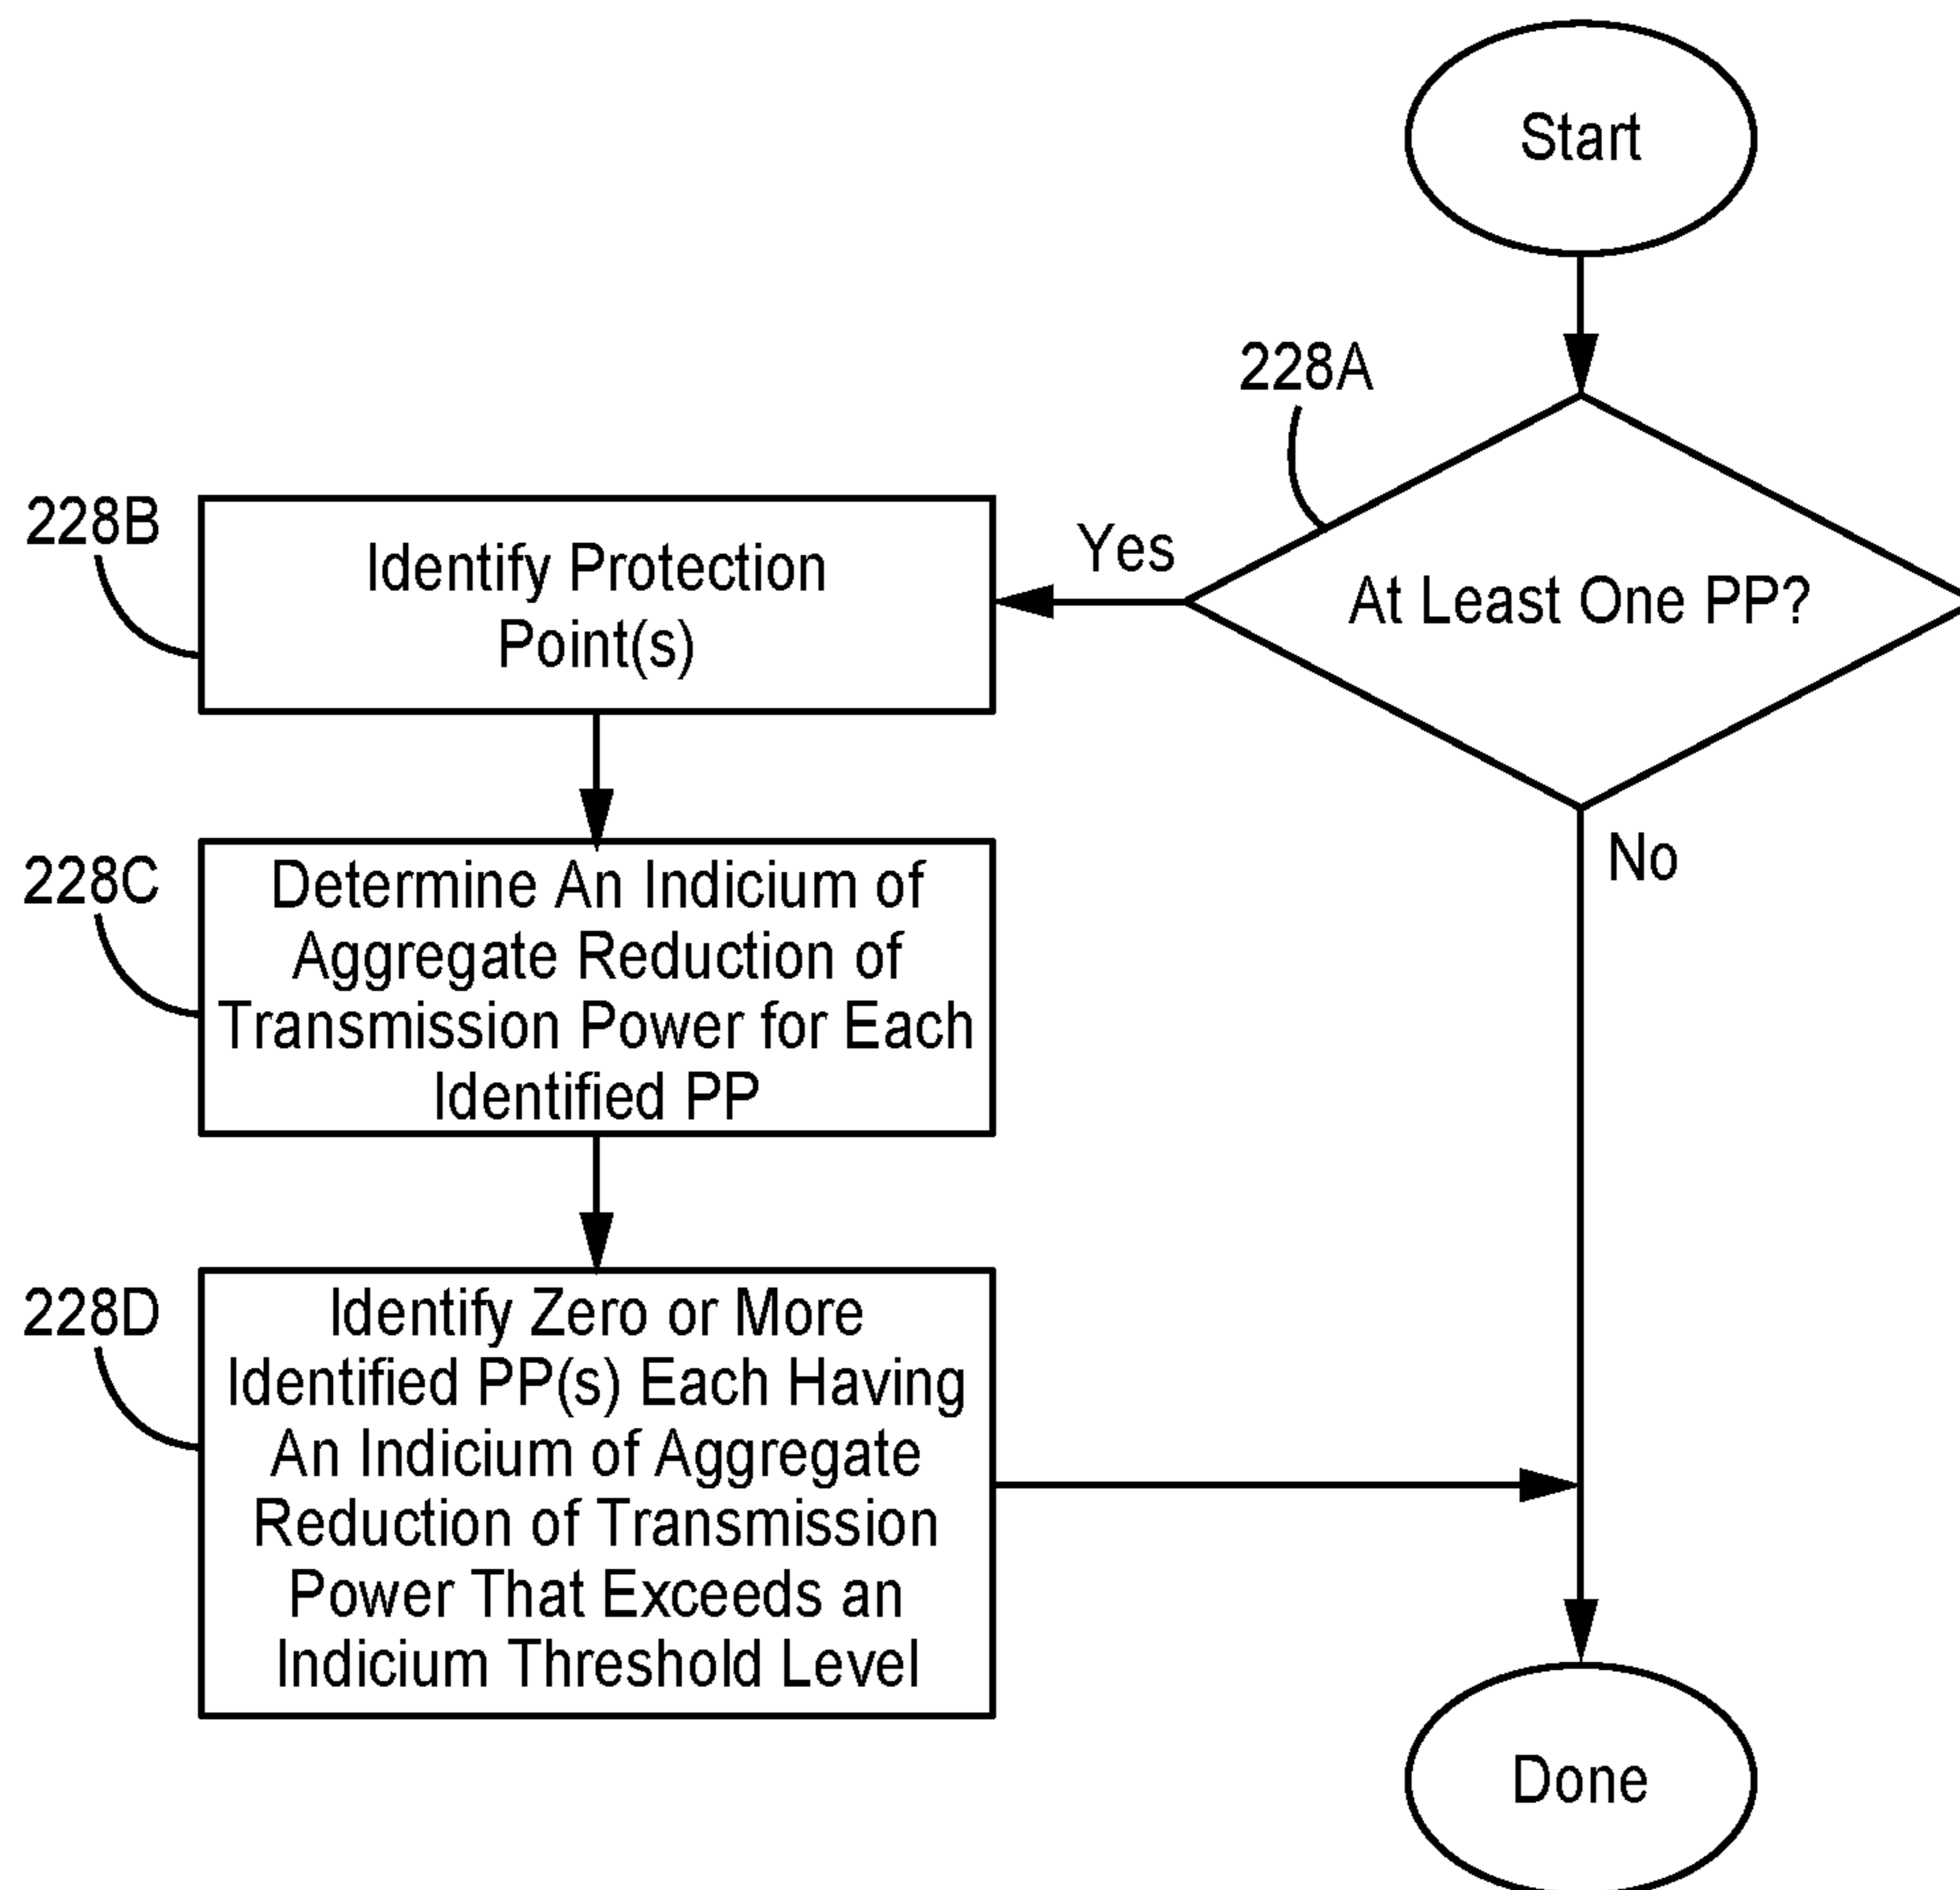 Start
228A
At Least One PP?
Yes
No
228B
Identify Protection
Point(s)
228C
Determine An Indicium of
Aggregate Reduction of
Transmission Power for Each
Identified PP
228D
Identify Zero or More
Identified PP(s) Each Having
An Indicium of Aggregate
Reduction of Transmission
Power That Exceeds an
Indicium Threshold Level
Done